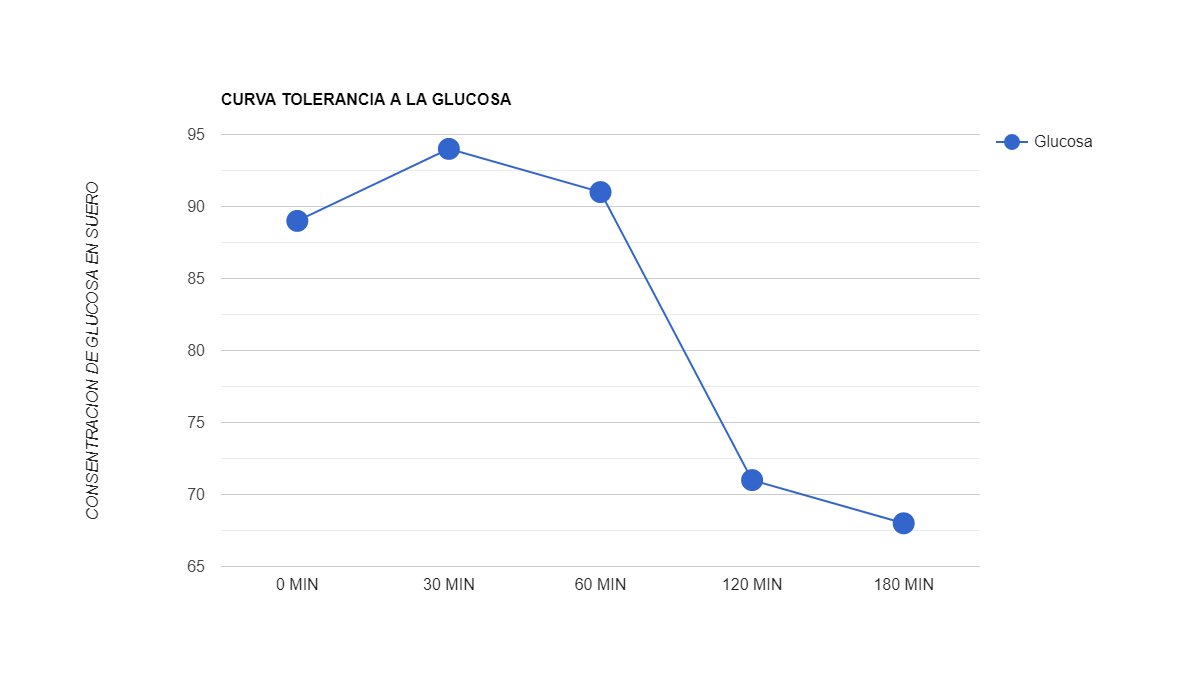 CURVA TOLERANCIA A LA GLUCOSA
Glucosa
CONSENTRACION DE GLUCOSA EN SUERO
95
90
85
80
75
70
65
0 MIN
30 MIN
60 MIN
120 MIN
180 MIN